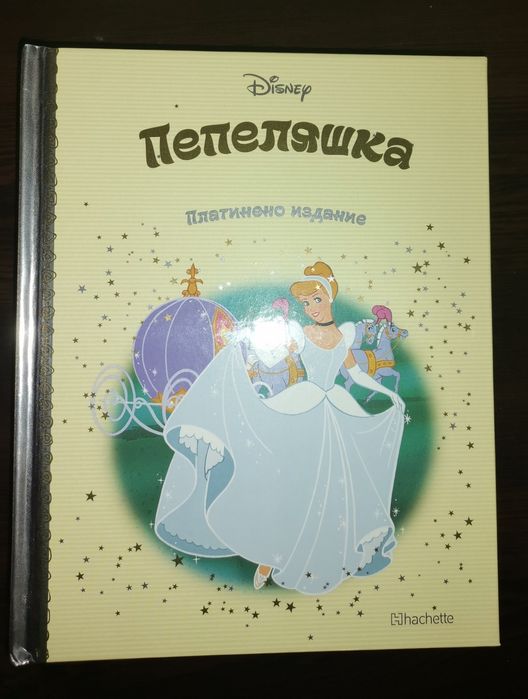 Disney
Пепеляшка
Платинено издание
hachette